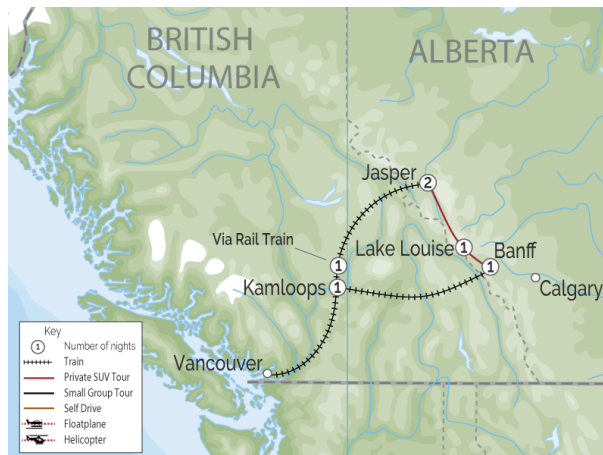 BRITISH
COLUMBIA
ALBERTA
Jasper
2
Via Rail Train
Lake Louise
1
Banff
1
1
Kamloops
1
Calgary
Vancouver
Key
1 Number of nights
Train
Private SUV Tour
Small Group Tour
Self Drive
Floatplane
Helicopter